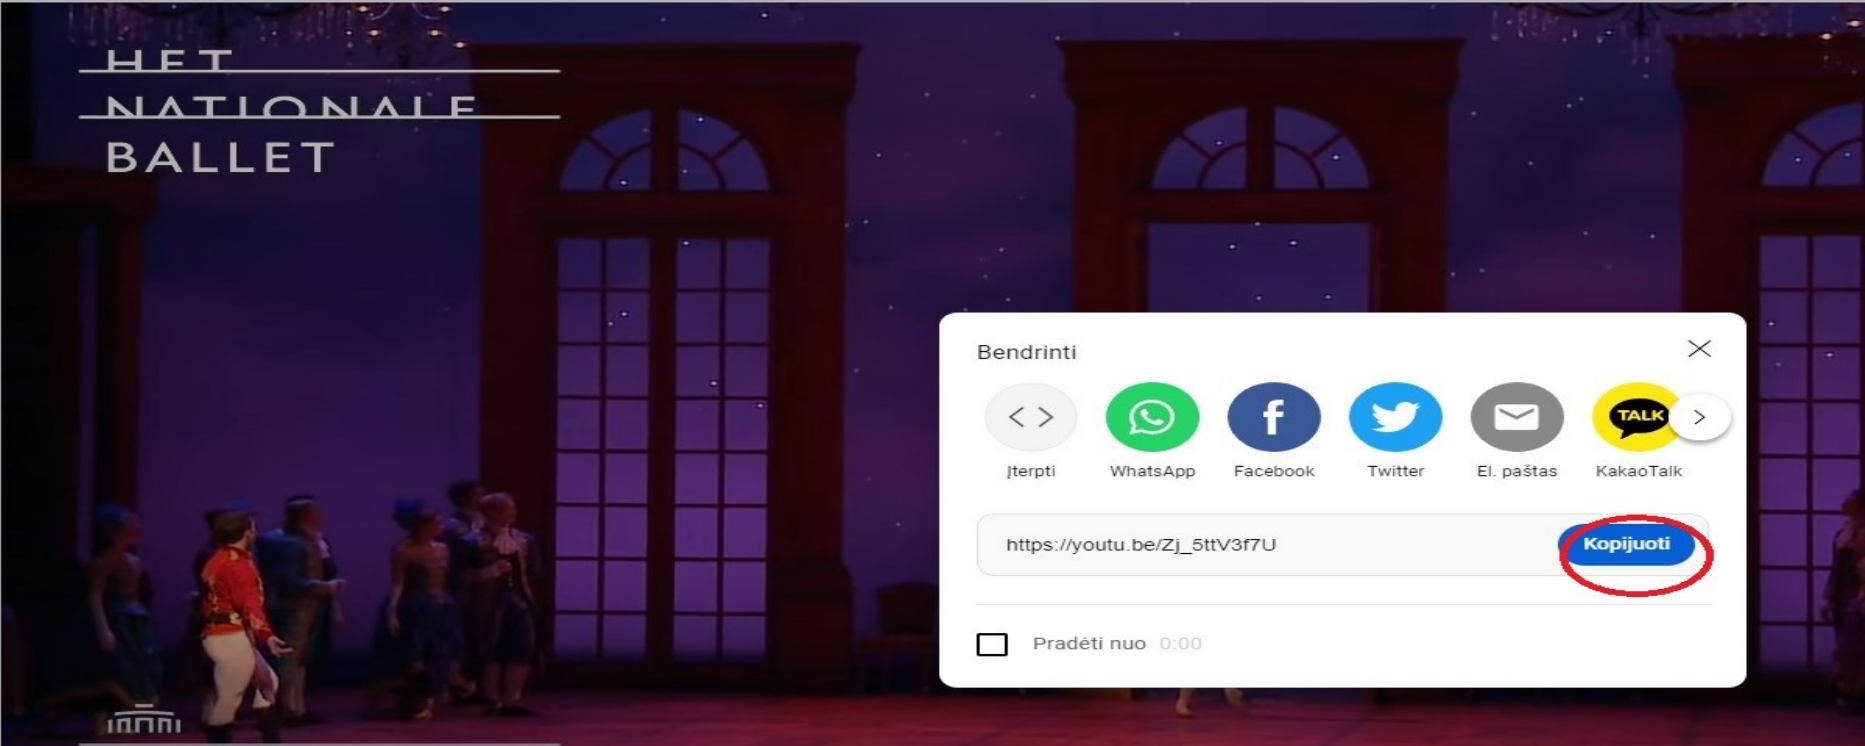 HET
NATIONALE
BALLET
Bendrinti
Įterpti
WhatsApp
Facebook
Twitter
El. paštas
TALK
KakaoTalk
https://youtu.be/Zj_5ttV3f7U
Kopijuoti
Pradėti nuo 0:00